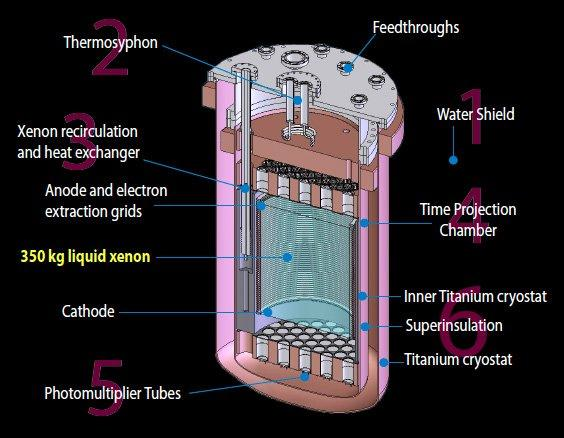 2
Feedthroughs
Thermosyphon
1
Water Shield
3
Xenon recirculation
and heat exchanger
Anode and electron
extraction grids
4
Time Projection
Chamber
350 kg liquid xenon
6
Inner Titanium cryostat
Cathode
Superinsulation
Titanium cryostat
5
Photomultiplier Tubes